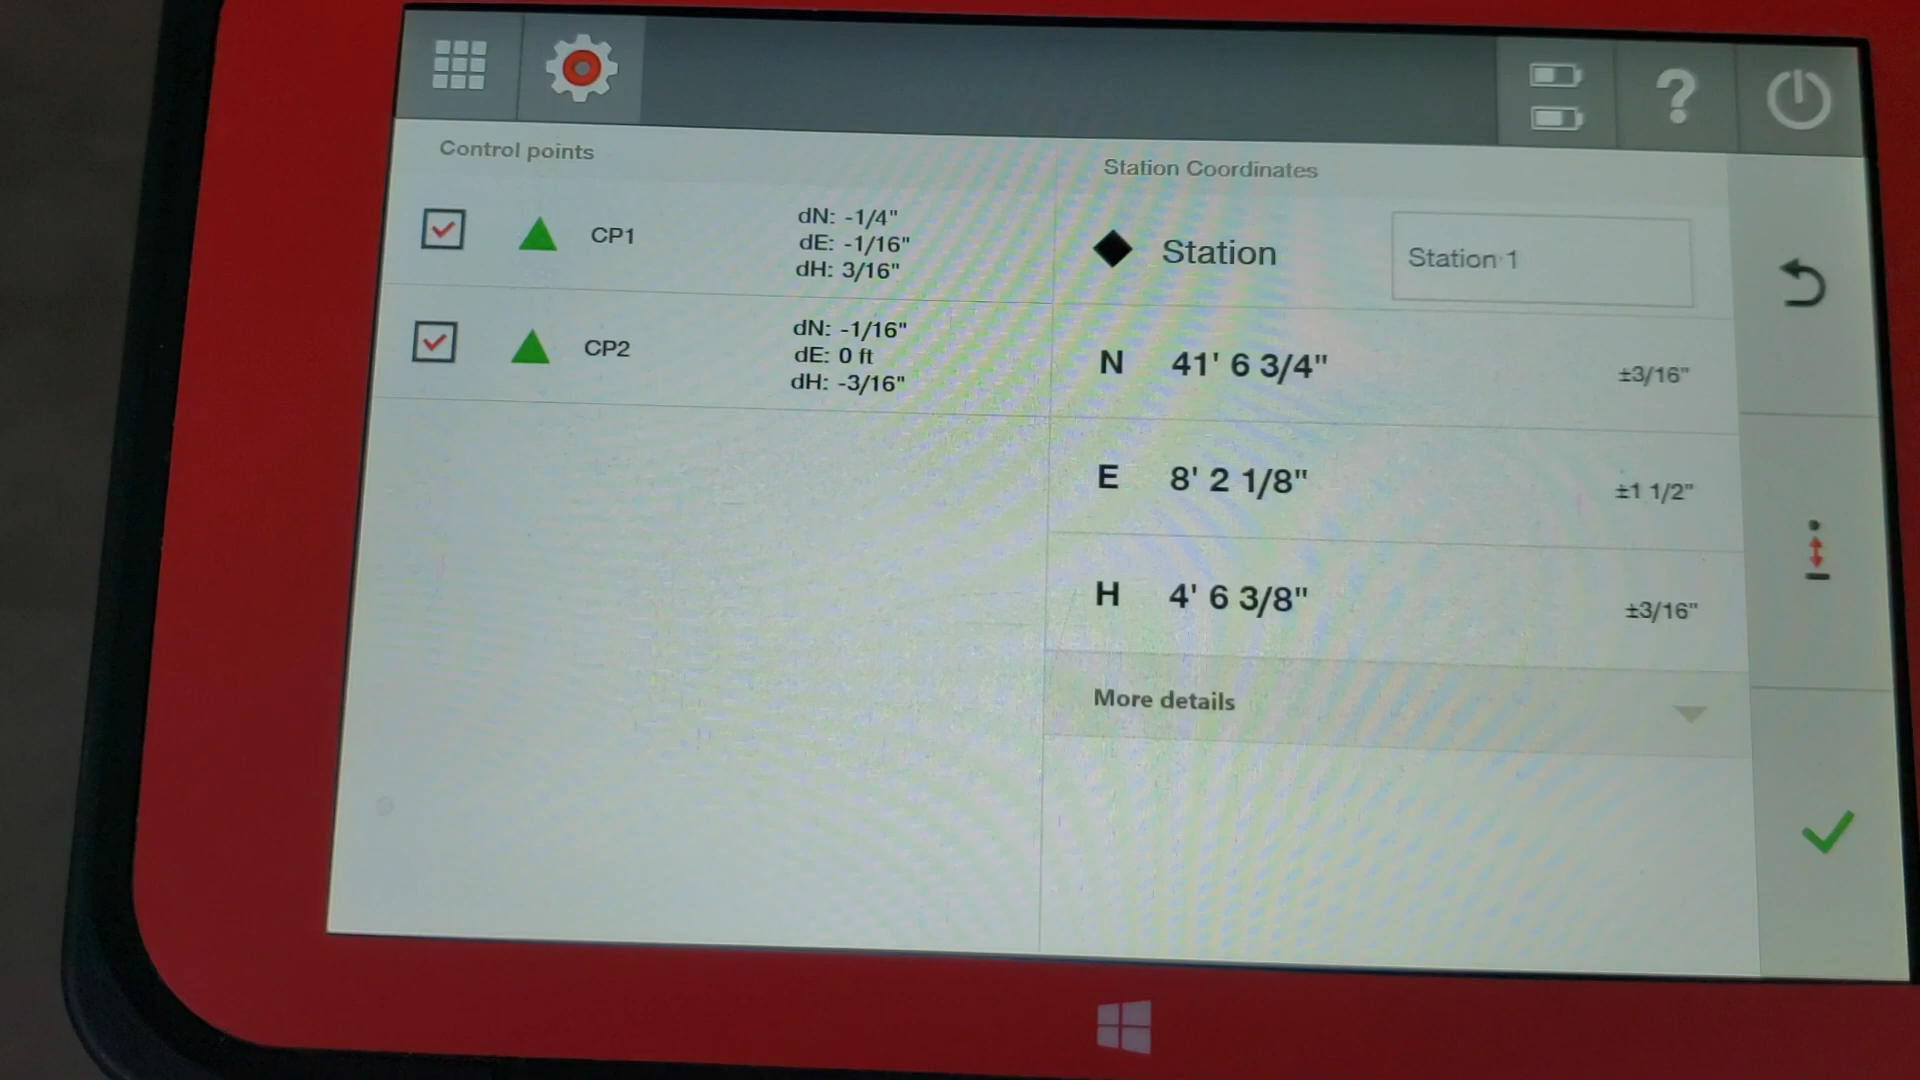 ?
Control points
CP1
dN: -1/4"
dE: -1/16"
dH: 3/16"
CP2
dN: -1/16"
dE: 0 ft
dH: -3/16"
Station Coordinates
Station
Station 1
N 41' 6 3/4" ±3/16"
E 8' 2 1/8" ±1 1/2"
H 4' 6 3/8" ±3/16"
More details